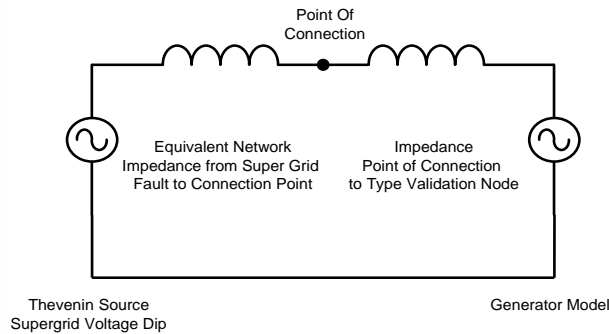 Point Of
Connection
Equivalent Network
Impedance from Super Grid
Fault to Connection Point
Impedance
Point of Connection
to Type Validation Node
Thevenin Source
Supergrid Voltage Dip
Generator Model